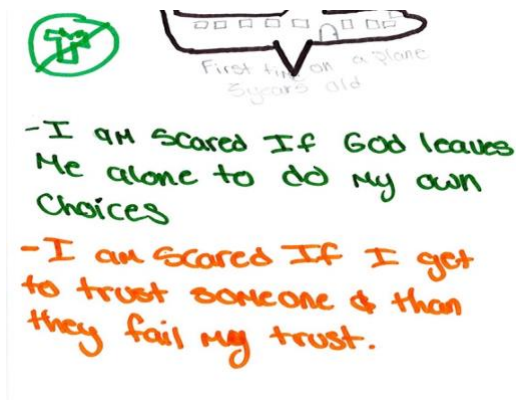 First time on a plane
5 years old
-I am scared If God leaves
Me alone to do My own
Choices
-I am scared If I get
to trust someone & than
they fail my trust.